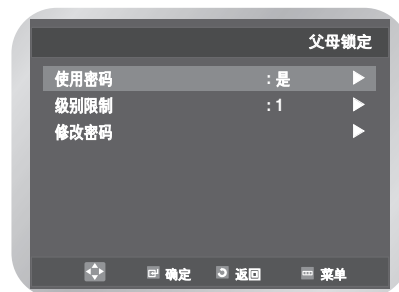 父母锁定
使用密码 : 是 ▶
级别限制 : 1 ▶
修改密码 ▶
确定 返回 菜单